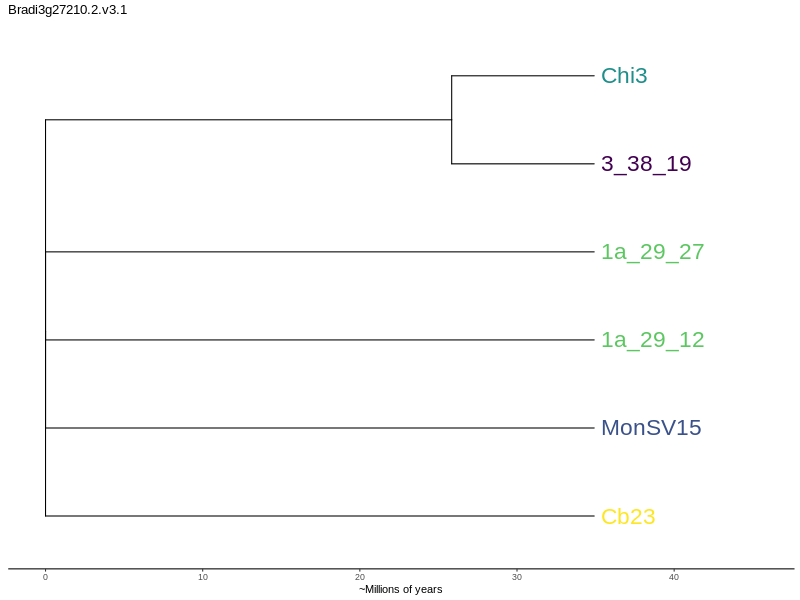 Bradi3g27210.2.v3.1
Chi3
3_38_19
1a_29_27
1a_29_12
MonSV15
Cb23
0 10 20 30 40
~Millions of years